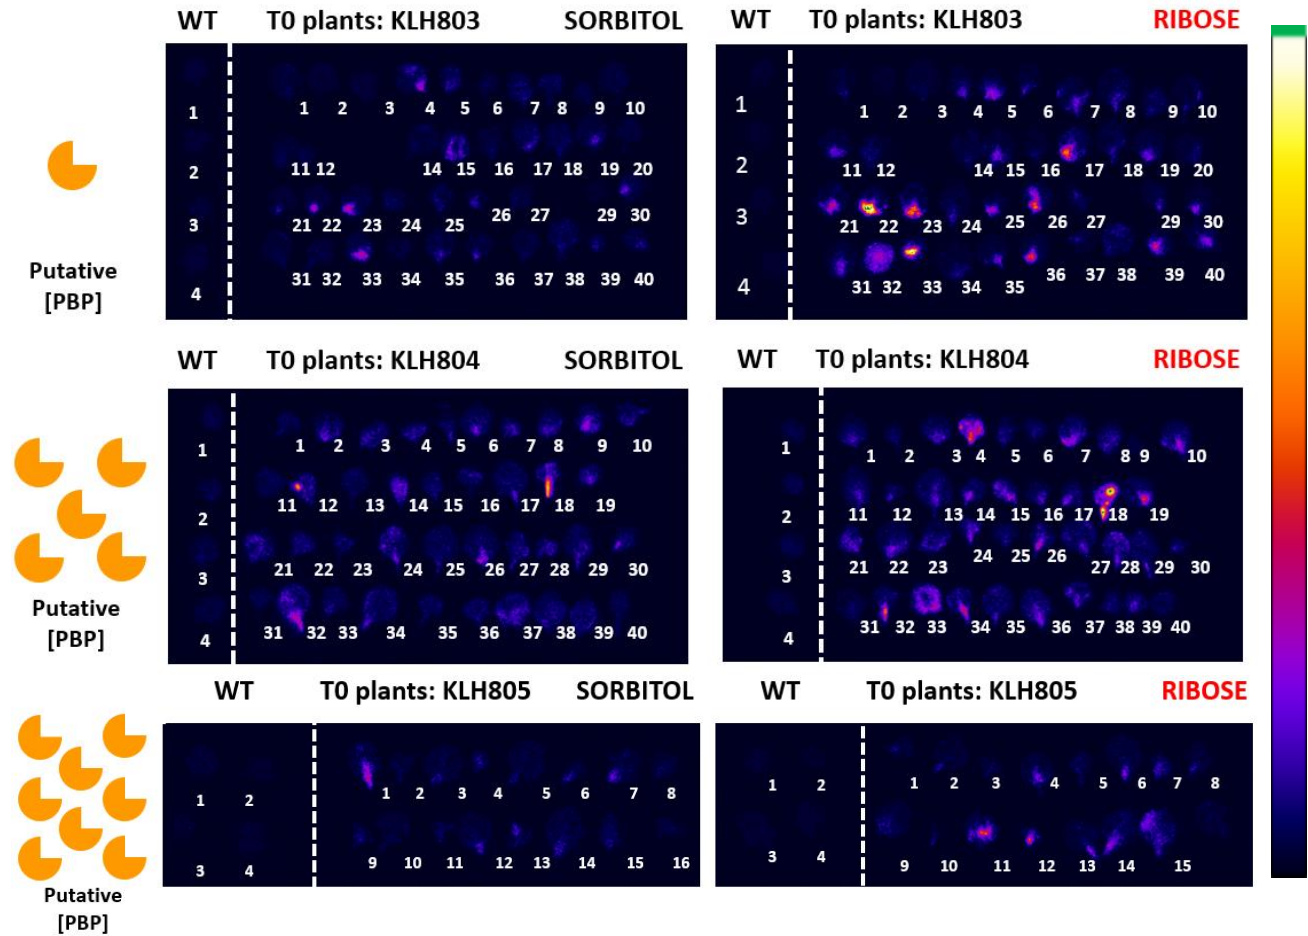 WT T0 plants: KLH803 SORBITOL
1 1 2 3 4 5 6 7 8 9 10
2 11 12 14 15 16 17 18 19 20
3 21 22 23 24 25 26 27 29 30
4 31 32 33 34 35 36 37 38 39 40
WT T0 plants: KLH803 RIBOSE
1 1 2 3 4 5 6 7 8 9 10
2 11 12 14 15 16 17 18 19 20
3 21 22 23 24 25 26 27 29 30
4 31 32 33 34 35 36 37 38 39 40
Putative
[PBP]
WT T0 plants: KLH804 SORBITOL
1 1 2 3 4 5 6 7 8 9 10
2 11 12 13 14 15 16 17 18 19
3 21 22 23 24 25 26 27 28 29 30
4 31 32 33 34 35 36 37 38 39 40
WT T0 plants: KLH804 RIBOSE
1 1 2 3 4 5 6 7 8 9 10
2 11 12 13 14 15 16 17 18 19
3 21 22 23 24 25 26 27 28 29 30
4 31 32 33 34 35 36 37 38 39 40
Putative
[PBP]
WT T0 plants: KLH805 SORBITOL
1 2 1 2 3 4 5 6 7 8
3 4 9 10 11 12 13 14 15 16
WT T0 plants: KLH805 RIBOSE
1 2 1 2 3 4 5 6 7 8
3 4 9 10 11 12 13 14 15
Putative
[PBP]